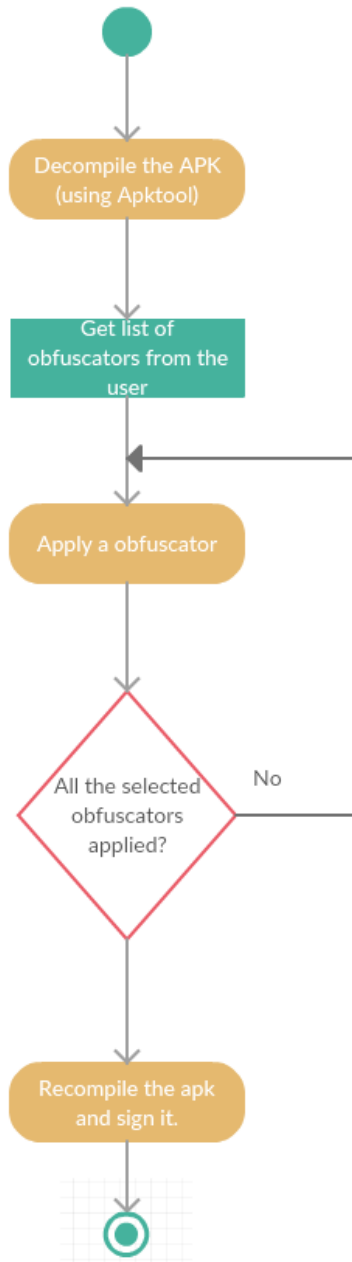 Decompile the APK
(using Apktool)
Get list of
obfuscators from the
user
Apply a obfuscator
All the selected
obfuscators
applied?
No
Recompile the apk
and sign it.